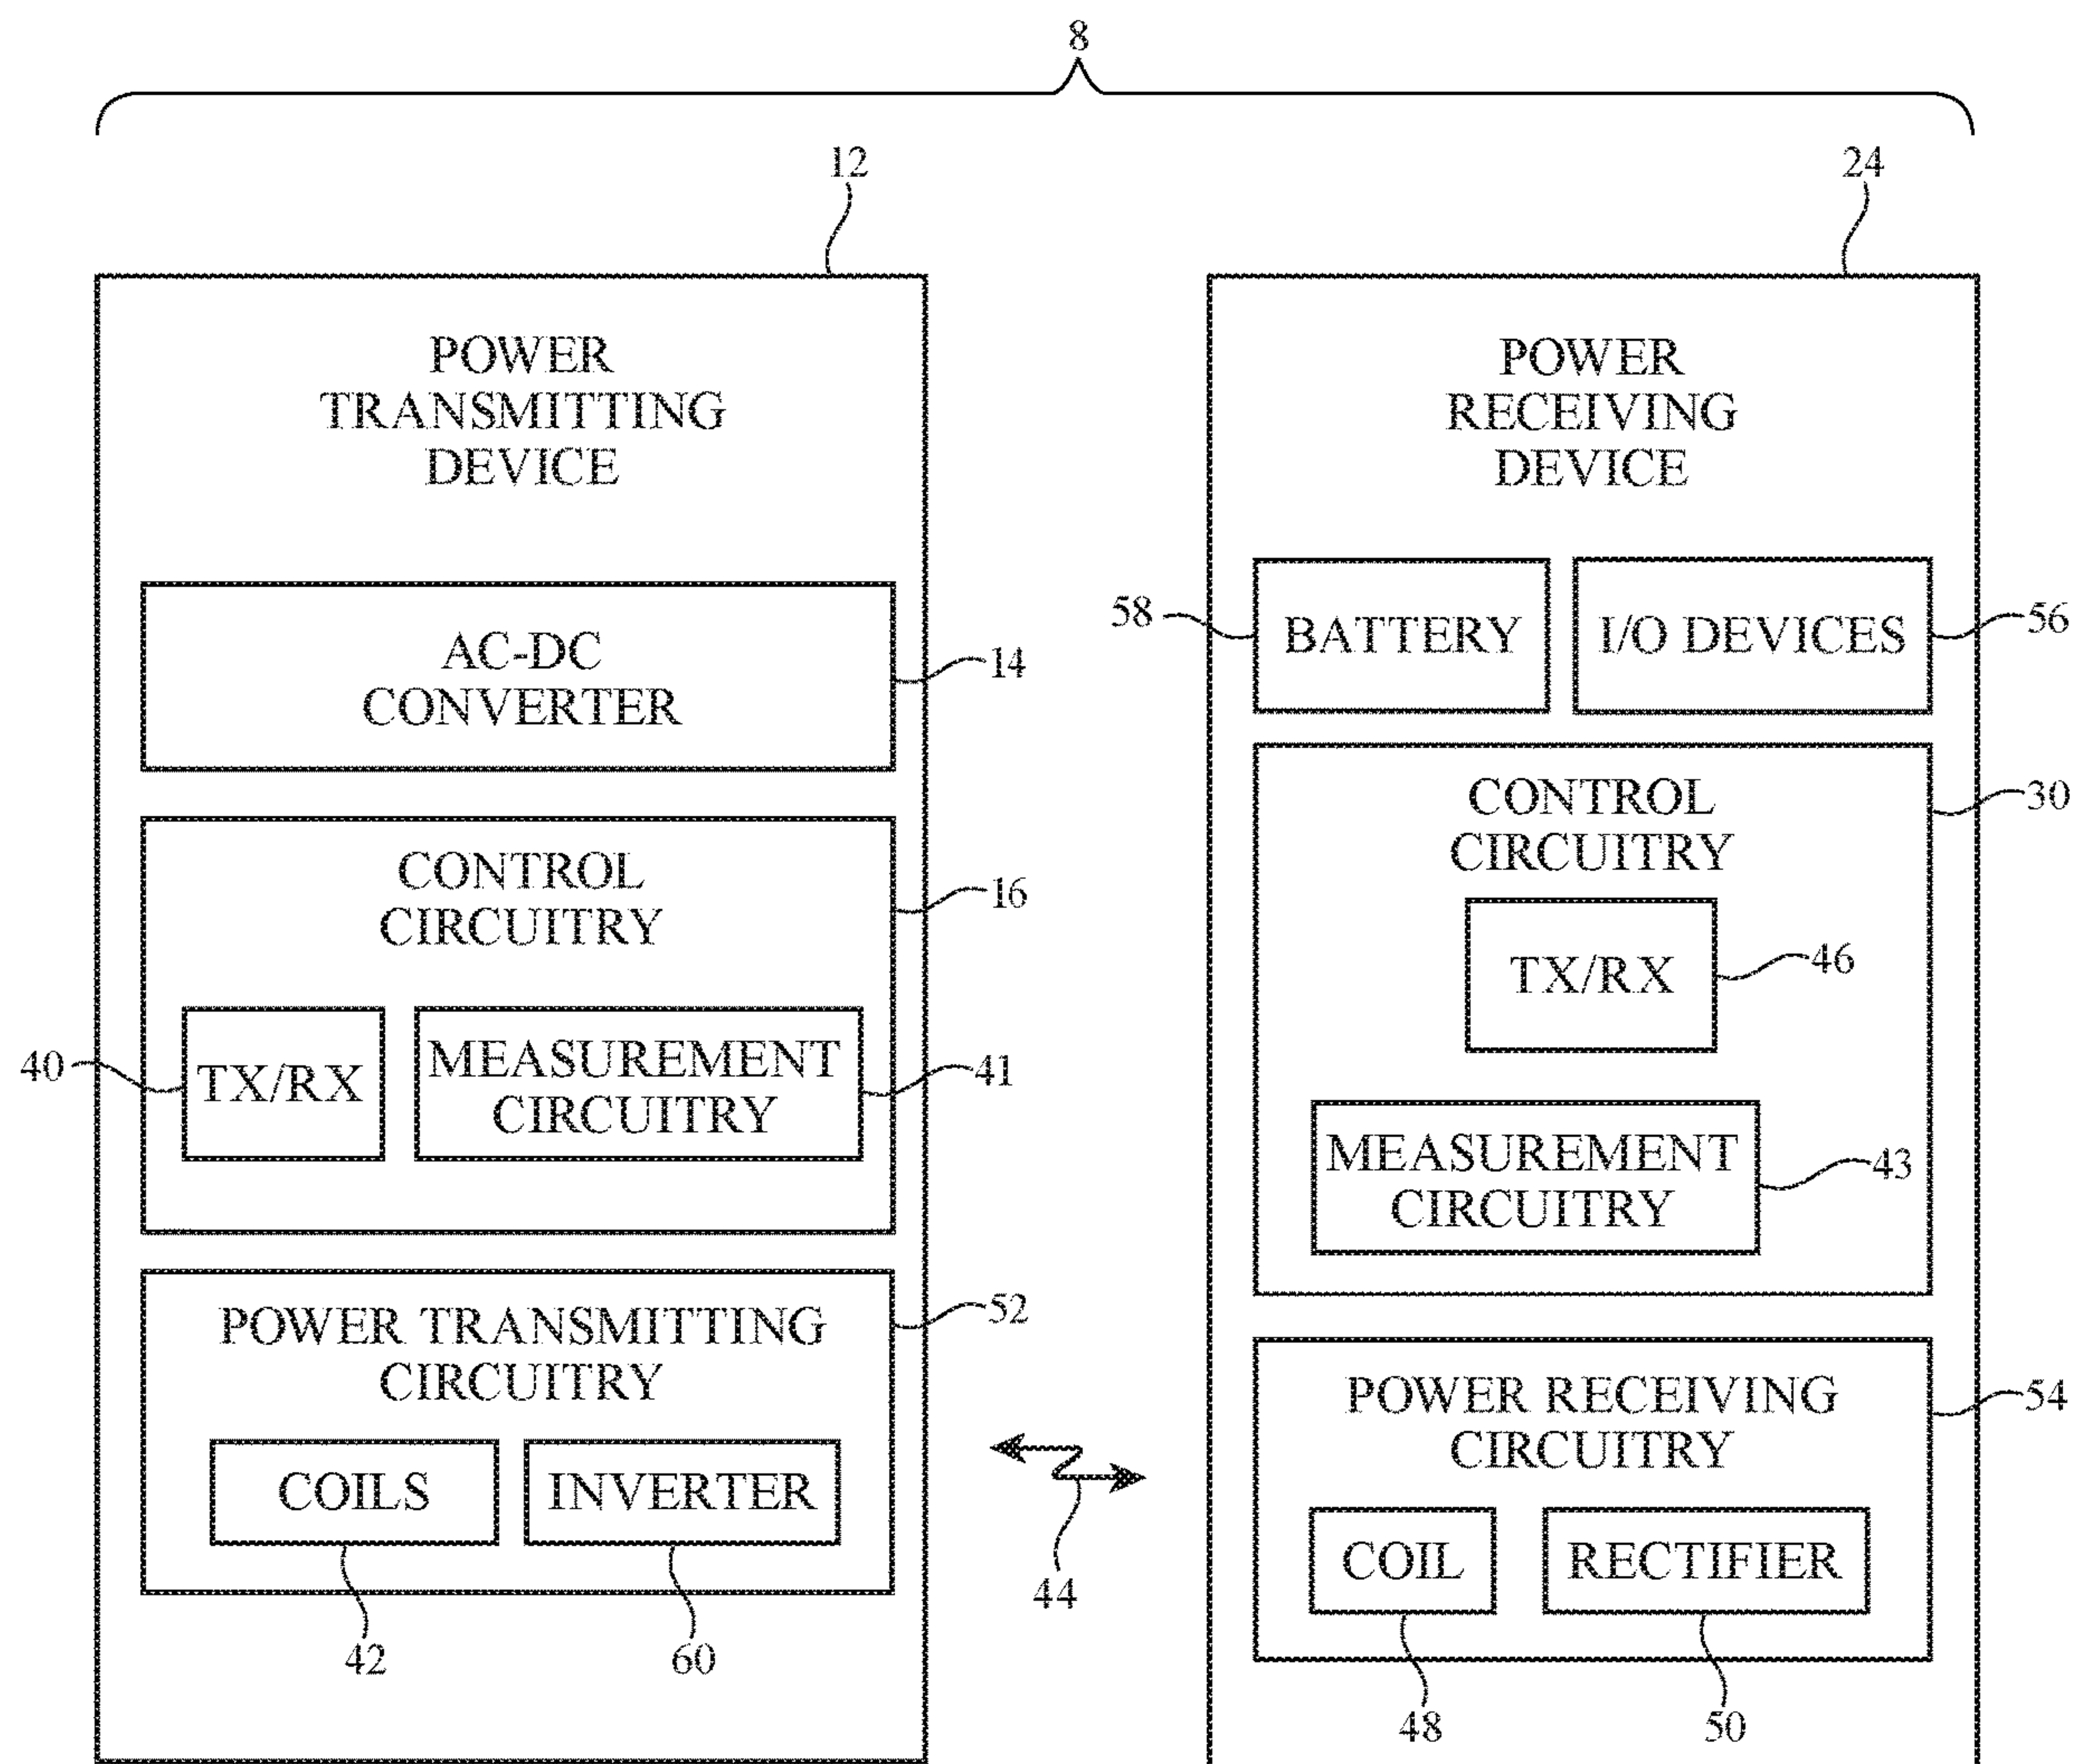 8
12
24
POWER
TRANSMITTING
DEVICE
AC-DC
CONVERTER
14
CONTROL
CIRCUITRY
16
40
TX/RX
MEASUREMENT
CIRCUITRY
41
POWER TRANSMITTING
CIRCUITRY
52
COILS
INVERTER
42
60
44
POWER
RECEIVING
DEVICE
58
BATTERY
I/O DEVICES
56
CONTROL
CIRCUITRY
30
TX/RX
46
MEASUREMENT
CIRCUITRY
43
POWER RECEIVING
CIRCUITRY
54
COIL
RECTIFIER
48
50